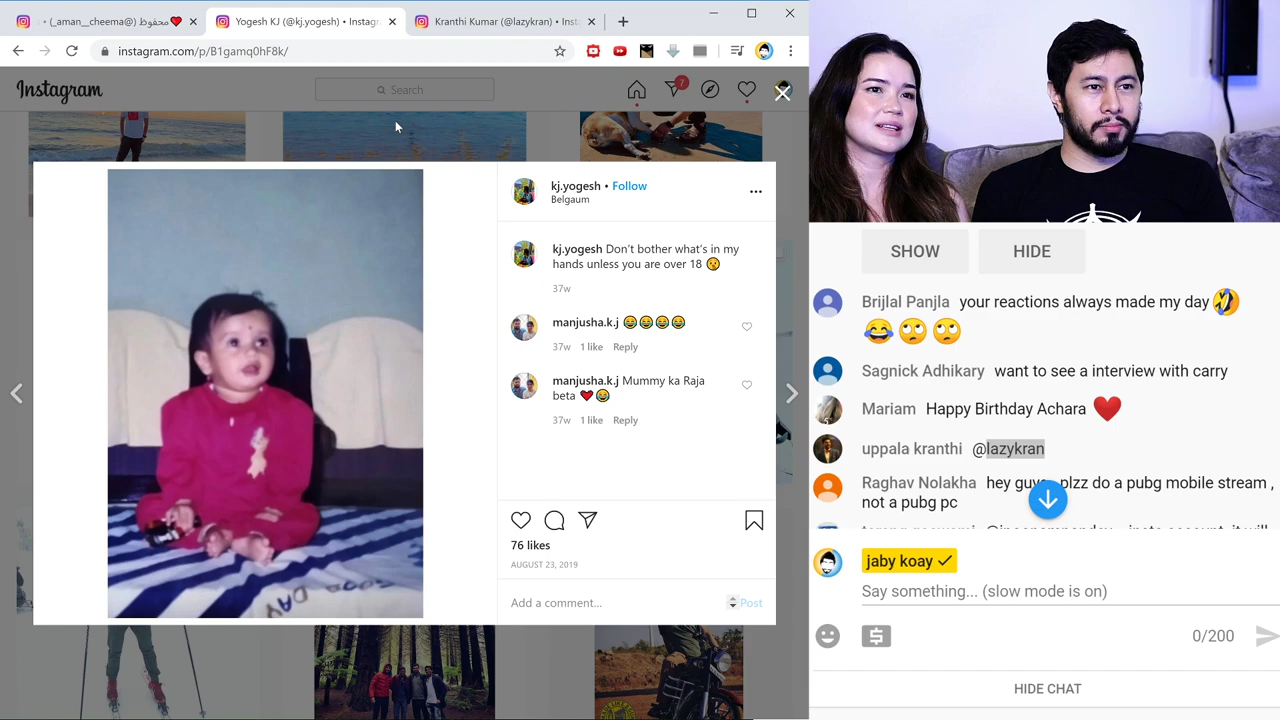 محفوظ (@_aman__cheema)❤️ •
Yogesh KJ (@kj.yogesh) • Instag
Kranthi Kumar (@lazykran) • Inst
instagram.com/p/B1gamq0hF8k/
Instagram
Search
7
kj.yogesh • Follow
Belgaum
kj.yogesh Don't bother what's in my
hands unless you are over 18 🤫
37w
manjusha.k.j 😂😂😂😂
37w 1 like Reply
manjusha.k.j Mummy ka Raja
beta ❤️😂
37w 1 like Reply
76 likes
AUGUST 23, 2019
Add a comment...
Post
GOOD DAY
SHOW HIDE
Brijlal Panjla your reactions always made my day 🤣
😂🙄🙄
Sagnick Adhikary want to see a interview with carry
Mariam Happy Birthday Achara ❤️
uppala kranthi @lazykran
Raghav Nolakha hey guys plzz do a pubg mobile stream ,
not a pubg pc
jaby koay ✓
Say something... (slow mode is on)
0/200
HIDE CHAT